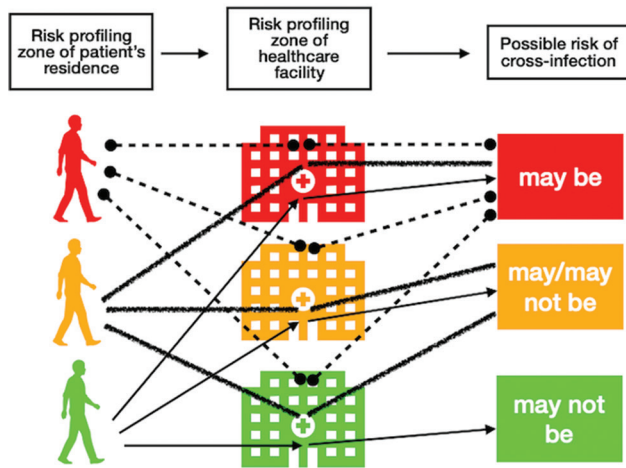 Risk profiling
zone of patient's
residence
Risk profiling
zone of
healthcare
facility
Possible risk of
cross-infection
may be
may/may
not be
may not
be